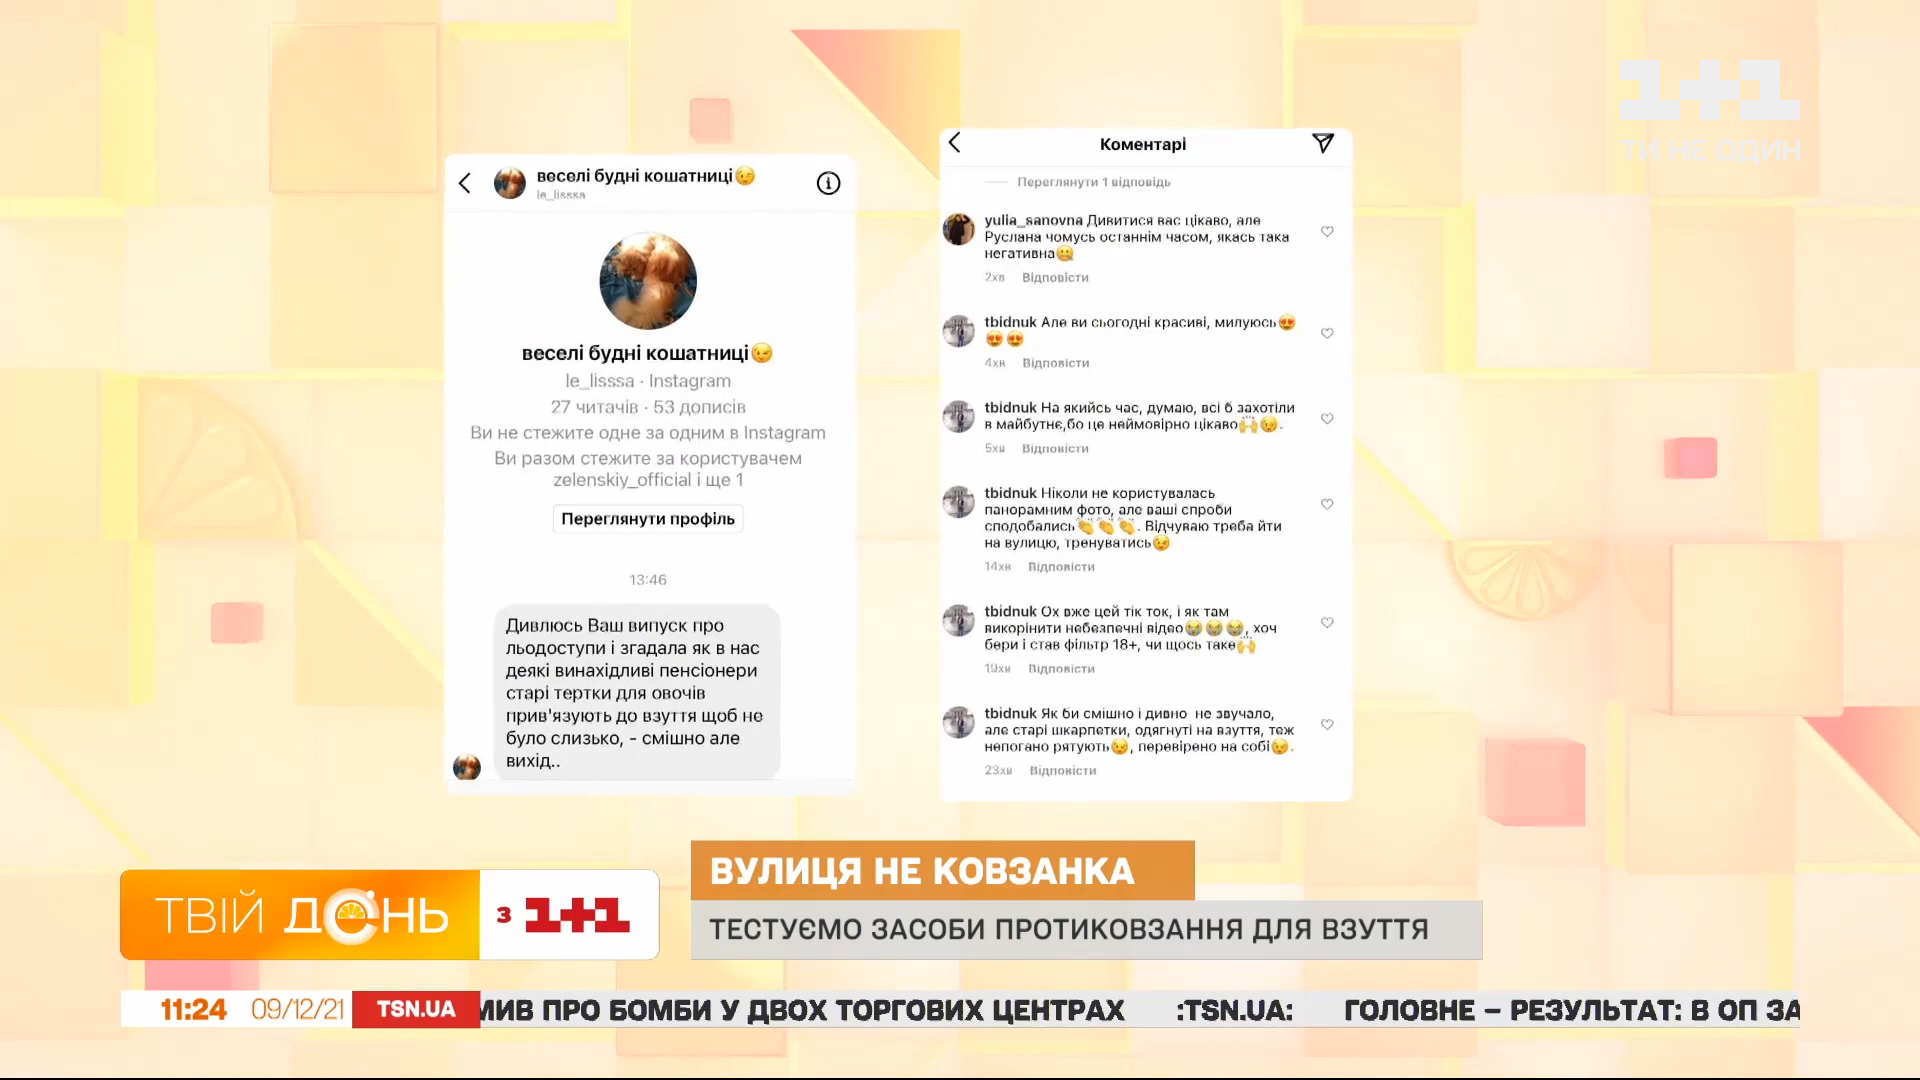 1+1
ТИ НЕ ОДИН
веселі будні кошатниці😉
le_lisssa
веселі будні кошатниці😉
le_lisssa · Instagram
27 читачів · 53 дописів
Ви не стежите одне за одним в Instagram
Ви разом стежите за користувачем
zelenskiy_official і ще 1
Переглянути профіль
13:46
Дивлюсь Ваш випуск про
льодоступи і згадала як в нас
деякі винахідливі пенсіонери
старі тертки для овочів
прив'язують до взуття щоб не
було слизько, - смішно але
вихід..
Коментарі
Переглянути 1 відповідь
yulia_sanovna Дивитися вас цікаво, але
Руслана чомусь останнім часом, якась така
негативна🤐
2хв Відповісти
tbidnuk Але ви сьогодні красиві, милуюсь😍
😍😍
4хв Відповісти
tbidnuk На якийсь час, думаю, всі б захотіли
в майбутнє,бо це неймовірно цікаво🙌😉.
5хв Відповісти
tbidnuk Ніколи не користувалась
панорамним фото, але ваші спроби
сподобались👏👏👏. Відчуваю треба йти
на вулицю, тренуватись😉
14хв Відповісти
tbidnuk Ох вже цей тік ток, і як там
викорінити небезпечні відео😭😭😭, хоч
бери і став фільтр 18+, чи щось таке🙌
19хв Відповісти
tbidnuk Як би смішно і дивно не звучало,
але старі шкарпетки, одягнуті на взуття, теж
непогано рятують😉, перевірено на собі😉.
23хв Відповісти
ВУЛИЦЯ НЕ КОВЗАНКА
ТЕСТУЄМО ЗАСОБИ ПРОТИКОВЗАННЯ ДЛЯ ВЗУТТЯ
ТВІЙ ДЕНЬ З 1+1
11:24 09/12/21 TSN.UA МИВ ПРО БОМБИ У ДВОХ ТОРГОВИХ ЦЕНТРАХ :TSN.UA: ГОЛОВНЕ – РЕЗУЛЬТАТ: В ОП ЗА